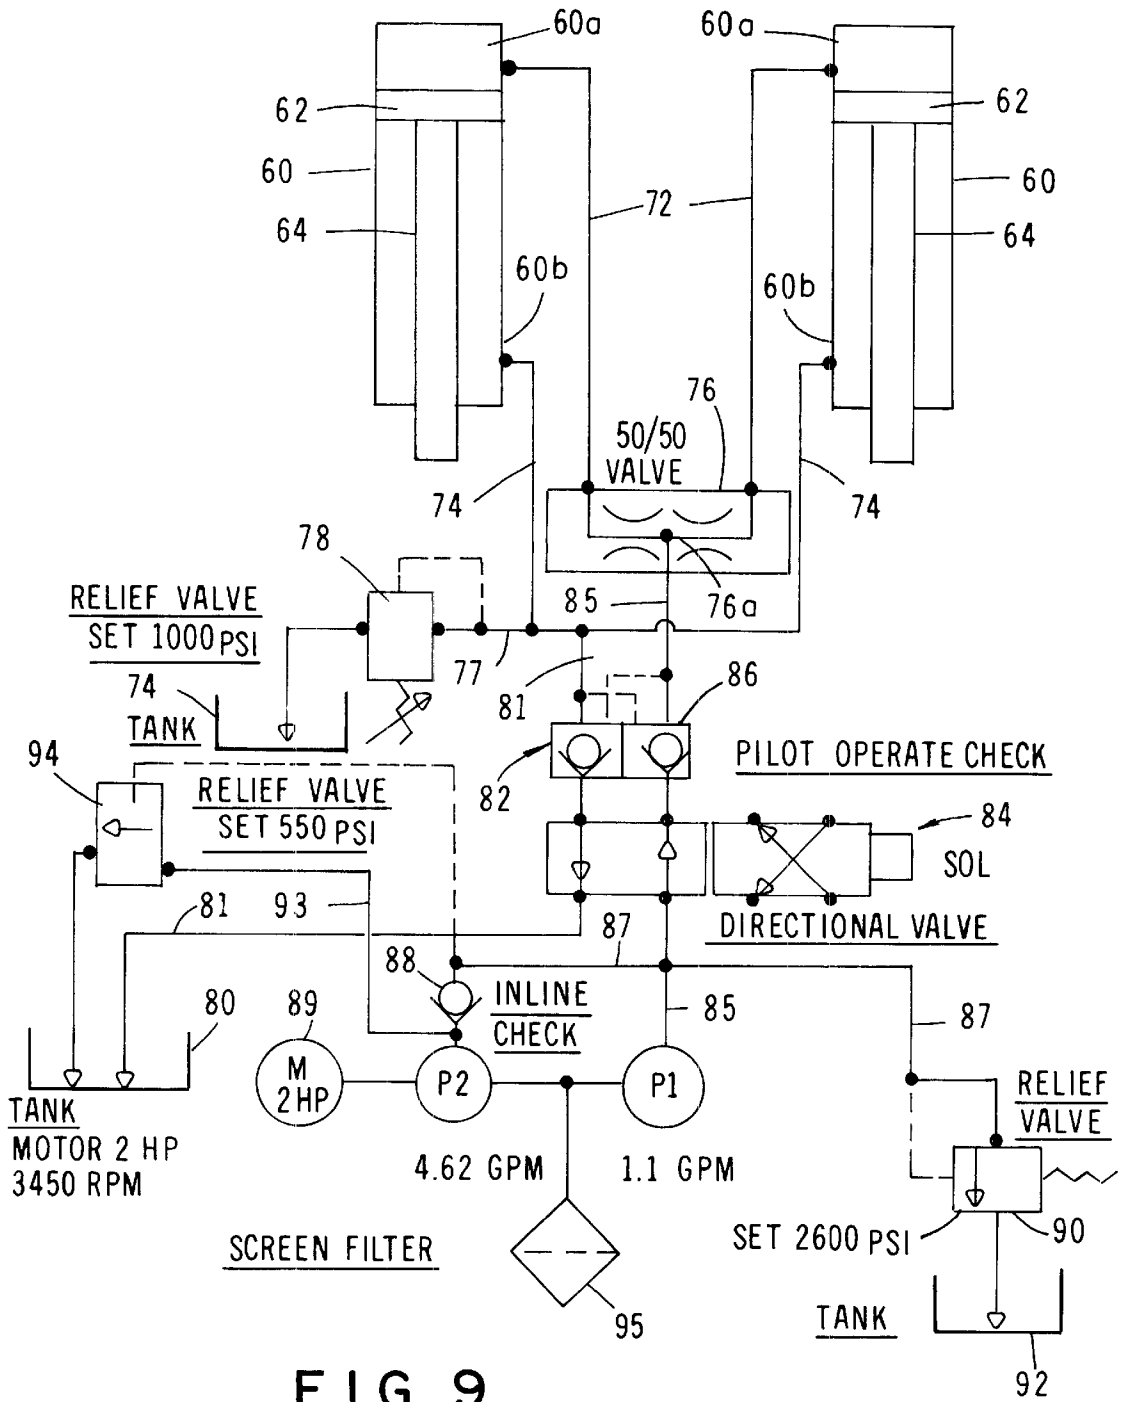 60a
60a
62
62
60
60
72
64
64
60b
60b
76
50/50
VALVE
74
74
78
RELIEF VALVE
SET 1000 PSI
85
76a
77
81
86
74
TANK
94
82
PILOT OPERATE CHECK
RELIEF VALVE
SET 550 PSI
84
SOL
81
93
DIRECTIONAL VALVE
87
88
80
INLINE
CHECK
85
87
89
M
2HP
P2
P1
RELIEF
VALVE
TANK
MOTOR 2 HP
3450 RPM
4.62 GPM
1.1 GPM
SET 2600 PSI
90
SCREEN FILTER
95
TANK
92
FIG 9